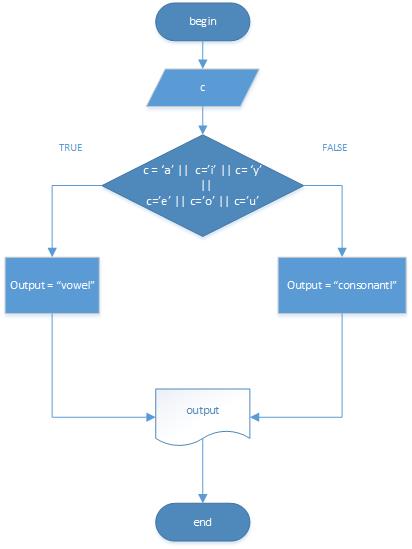 begin
c
TRUE
FALSE
c = ‘a’ || c=‘i’ || c= ‘y’
||
c=‘e’ || c=‘o’ || c=‘u’
Output = “vowel”
Output = “consonantl”
output
end